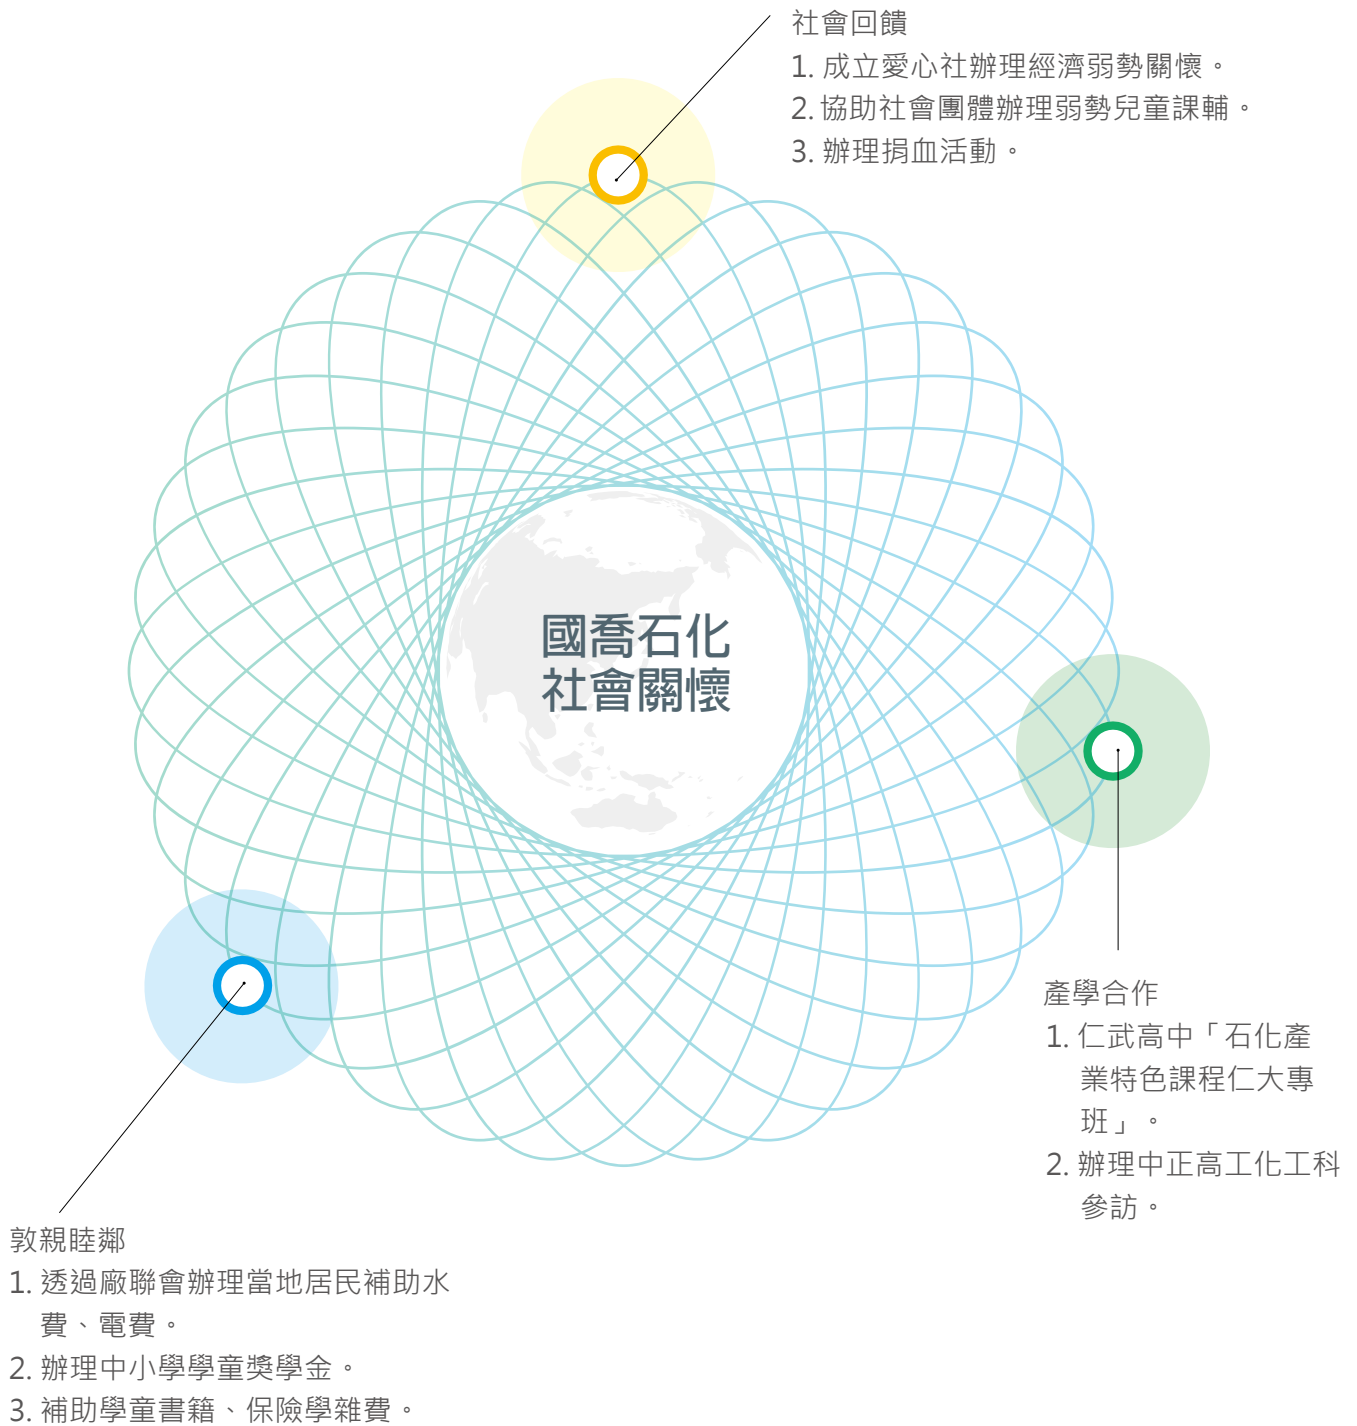 社會回饋
1. 成立愛心社辦理經濟弱勢關懷。
2. 協助社會團體辦理弱勢兒童課輔。
3. 辦理捐血活動。
國喬石化
社會關懷
產學合作
1. 仁武高中「石化產
業特色課程仁大專
班」。
2. 辦理中正高工化工科
參訪。
敦親睦鄰
1. 透過廠聯會辦理當地居民補助水
費、電費。
2. 辦理中小學學童獎學金。
3. 補助學童書籍、保險學雜費。